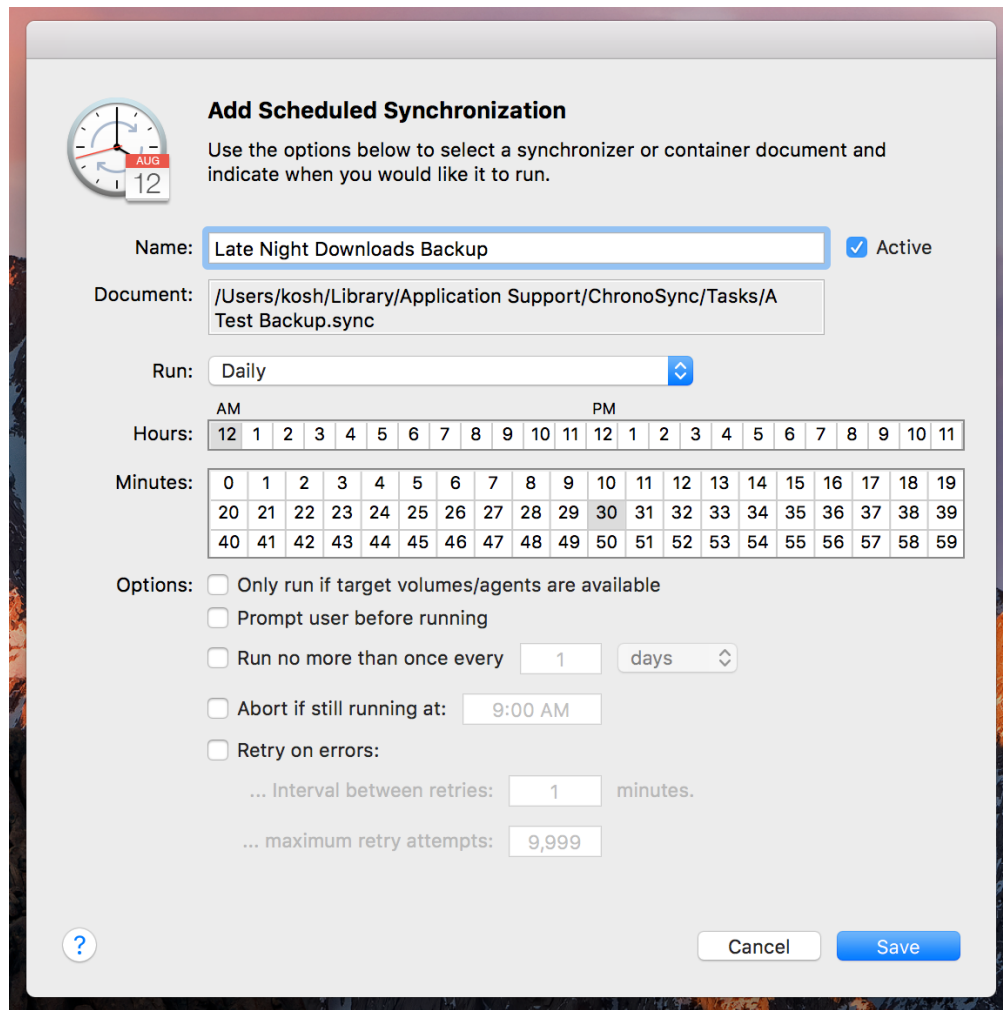 Add Scheduled Synchronization
Use the options below to select a synchronizer or container document and
indicate when you would like it to run.
AUG
12
Name: Late Night Downloads Backup Active
Document: /Users/kosh/Library/Application Support/ChronoSync/Tasks/A
Test Backup.sync
Run: Daily
AM PM
Hours: 12 1 2 3 4 5 6 7 8 9 10 11 12 1 2 3 4 5 6 7 8 9 10 11
Minutes: 0 1 2 3 4 5 6 7 8 9 10 11 12 13 14 15 16 17 18 19
20 21 22 23 24 25 26 27 28 29 30 31 32 33 34 35 36 37 38 39
40 41 42 43 44 45 46 47 48 49 50 51 52 53 54 55 56 57 58 59
Options: Only run if target volumes/agents are available
Prompt user before running
Run no more than once every 1 days
Abort if still running at: 9:00 AM
Retry on errors:
... Interval between retries: 1 minutes.
... maximum retry attempts: 9,999
? Cancel Save